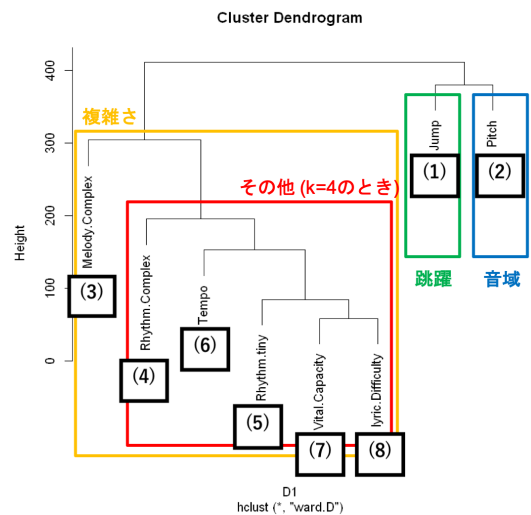 Cluster Dendrogram
Height
400
300
200
100
0
複雑さ
その他 (k=4のとき)
跳躍
音域
Jump
(1)
Pitch
(2)
Melody.Complex
(3)
Rhythm.Complex
(4)
Tempo
(6)
Rhythm.tiny
(5)
Vital.Capacity
(7)
lyric.Difficulty
(8)
D1
hclust (*, "ward.D")